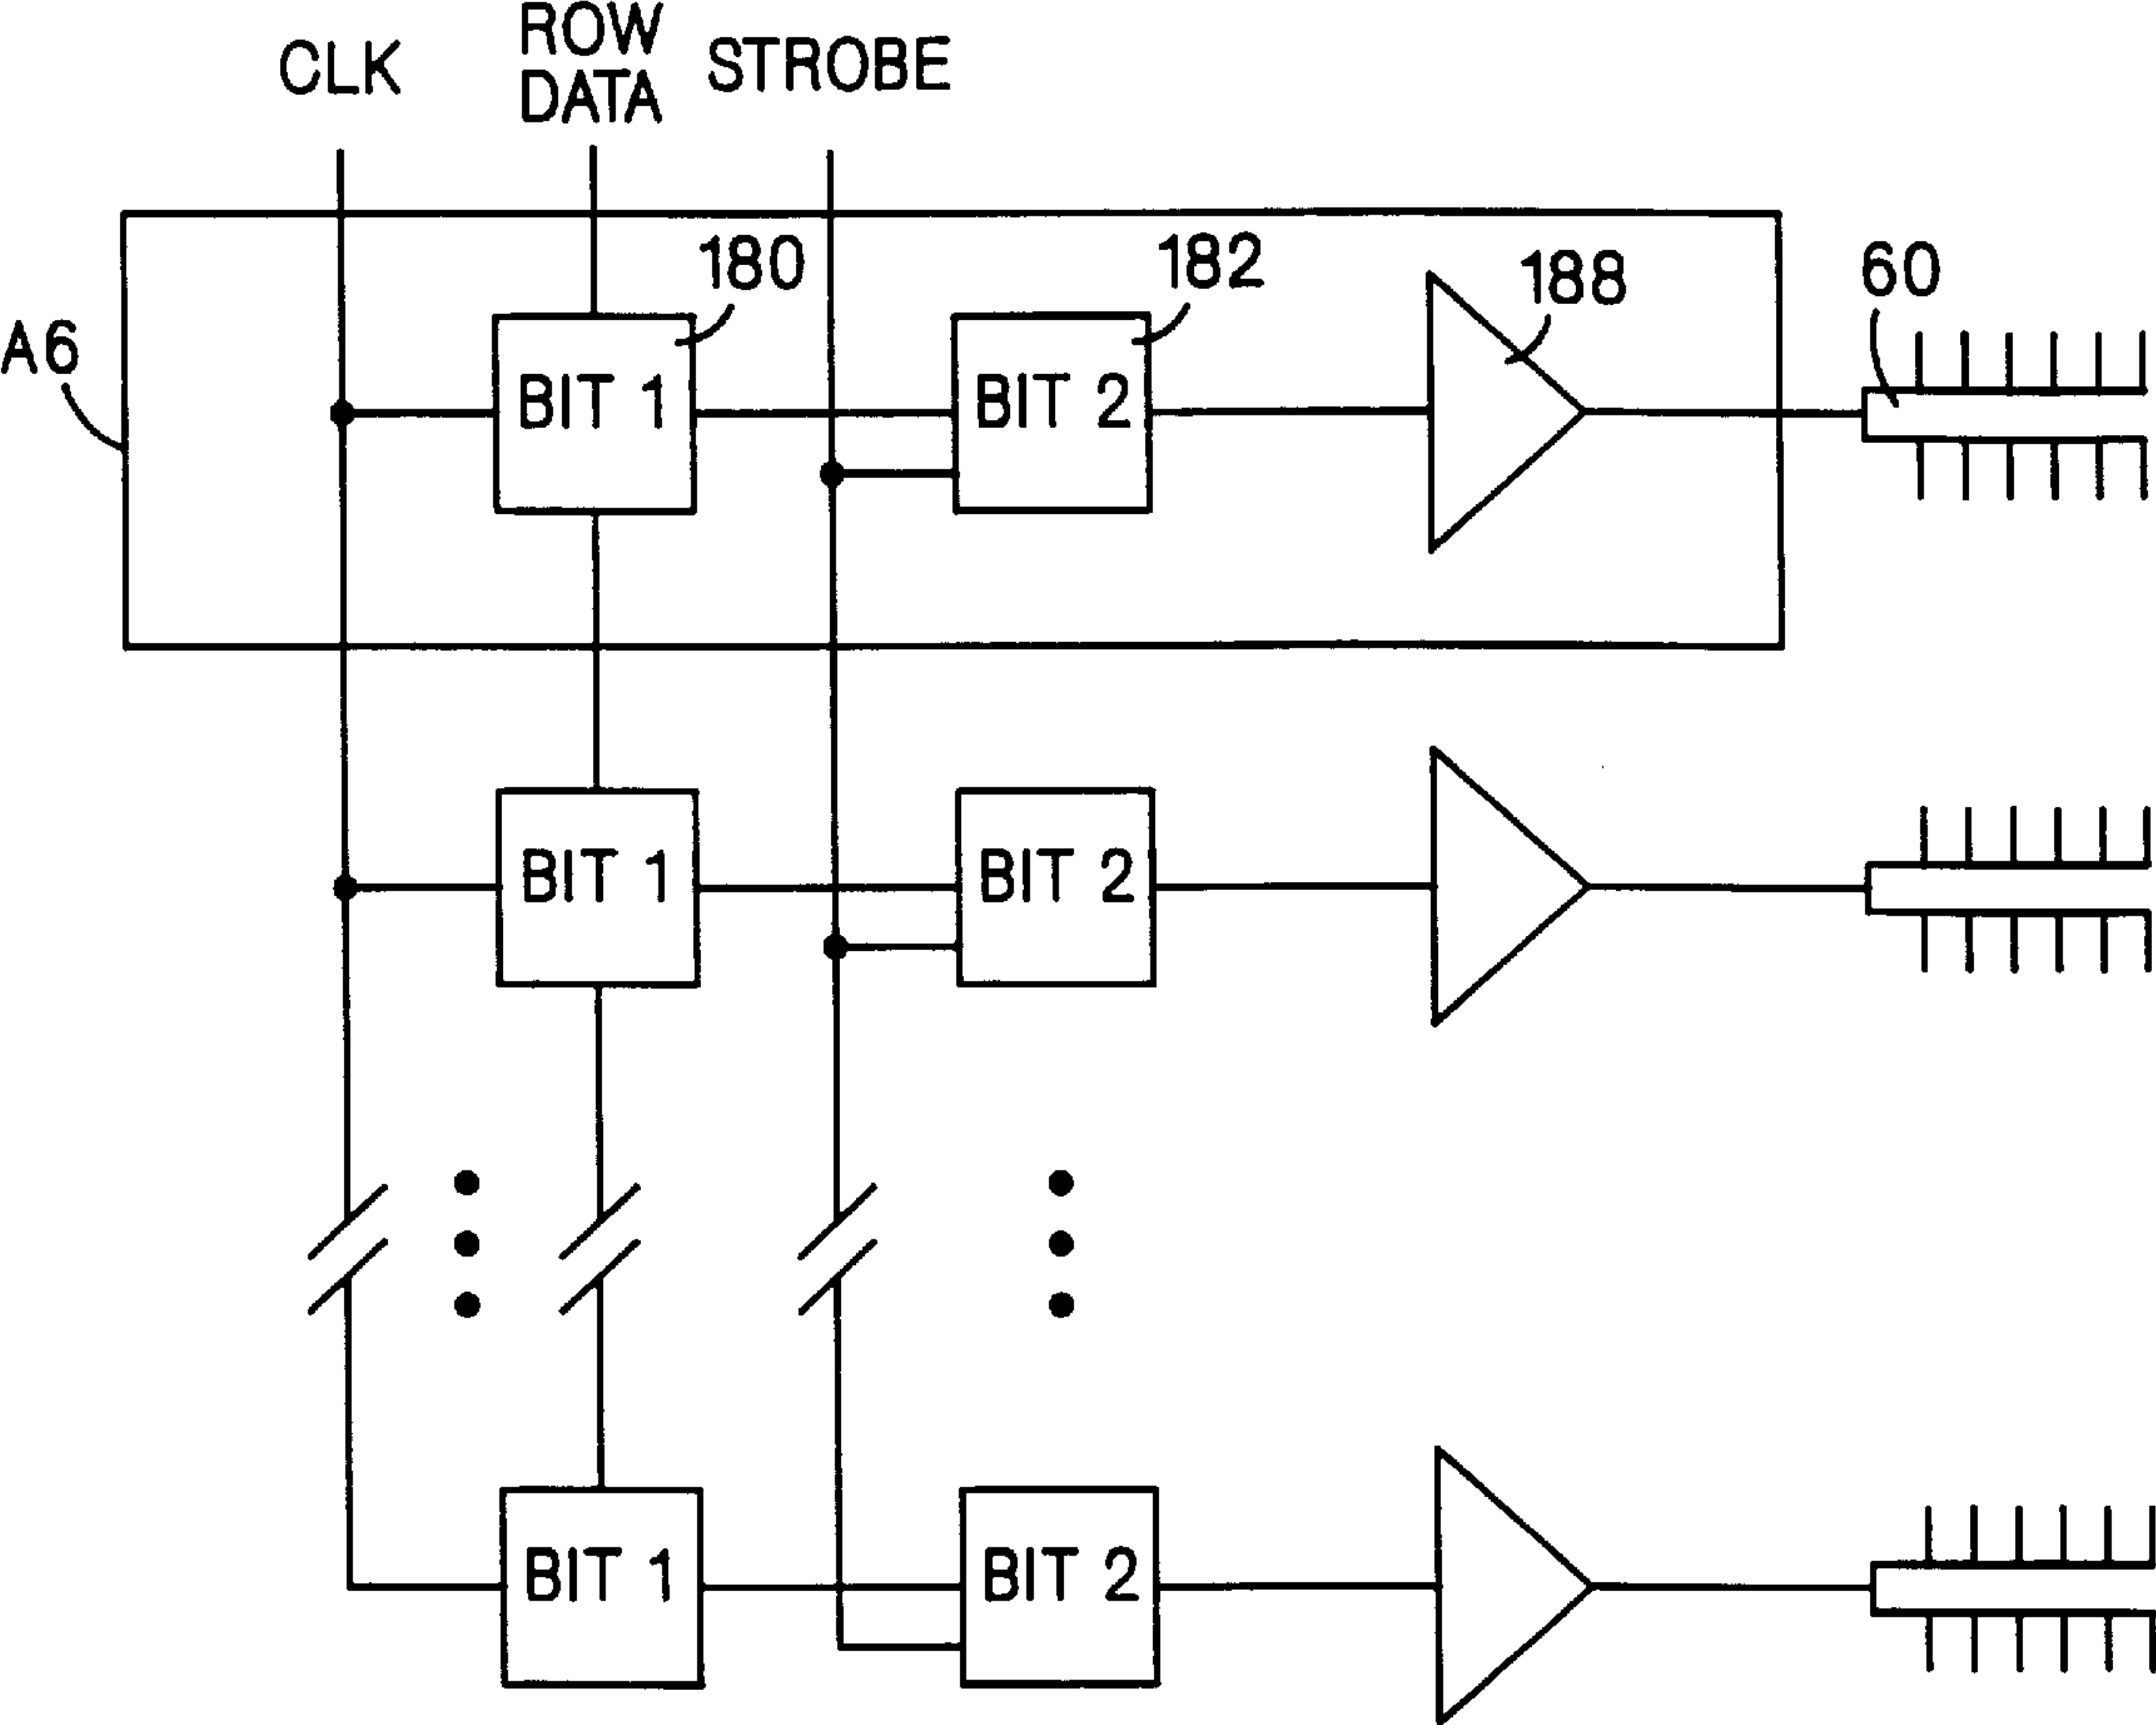 CLK
ROW
DATA
STROBE
180
182
188
60
A6
BIT 1
BIT 2
BIT 1
BIT 2
BIT 1
BIT 2